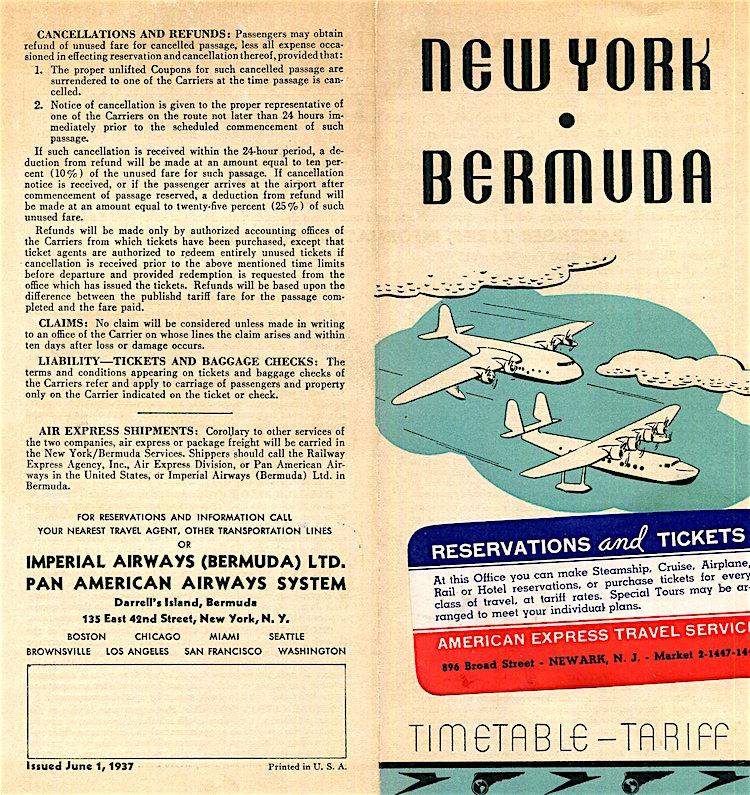 CANCELLATIONS AND REFUNDS: Passengers may obtain
refund of unused fare for cancelled passage, less all expense occa-
sioned in effecting reservation and cancellation thereof, provided that:
1. The proper unlifted Coupons for such cancelled passage are
surrendered to one of the Carriers at the time passage is can-
celled.
2. Notice of cancellation is given to the proper representative of
one of the Carriers on the route not later than 24 hours im-
mediately prior to the scheduled commencement of such
passage.
If such cancellation is received within the 24-hour period, a de-
duction from refund will be made at an amount equal to ten per-
cent (10%) of the unused fare for such passage. If cancellation
notice is received, or if the passenger arrives at the airport after
commencement of passage reserved, a deduction from refund will
be made at an amount equal to twenty-five percent (25%) of such
unused fare.
Refunds will be made only by authorized accounting offices of
the Carriers from which tickets have been purchased, except that
ticket agents are authorized to redeem entirely unused tickets if
cancellation is received prior to the above mentioned time limits
before departure and provided redemption is requested from the
office which has issued the tickets. Refunds will be based upon the
difference between the publishd tariff fare for the passage com-
pleted and the fare paid.
CLAIMS: No claim will be considered unless made in writing
to an office of the Carrier on whose lines the claim arises and within
ten days after loss or damage occurs.
LIABILITY—TICKETS AND BAGGAGE CHECKS: The
terms and conditions appearing on tickets and baggage checks of
the Carriers refer and apply to carriage of passengers and property
only on the Carrier indicated on the ticket or check.
AIR EXPRESS SHIPMENTS: Corollary to other services of
the two companies, air express or package freight will be carried in
the New York/Bermuda Services. Shippers should call the Railway
Express Agency, Inc., Air Express Division, or Pan American Air-
ways in the United States, or Imperial Airways (Bermuda) Ltd. in
Bermuda.
FOR RESERVATIONS AND INFORMATION CALL
YOUR NEAREST TRAVEL AGENT, OTHER TRANSPORTATION LINES
OR
IMPERIAL AIRWAYS (BERMUDA) LTD.
PAN AMERICAN AIRWAYS SYSTEM
Darrell's Island, Bermuda
135 East 42nd Street, New York, N. Y.
BOSTON CHICAGO MIAMI SEATTLE
BROWNSVILLE LOS ANGELES SAN FRANCISCO WASHINGTON
Issued June 1, 1937
Printed in U. S. A.
NEW YORK
•
BERMUDA
RESERVATIONS and TICKETS
At this Office you can make Steamship, Cruise, Airplane,
Rail or Hotel reservations, or purchase tickets for every
class of travel, at tariff rates. Special Tours may be ar-
ranged to meet your individual plans.
AMERICAN EXPRESS TRAVEL SERVIC
896 Broad Street - NEWARK, N. J. - Market 2-1447-14
TIMETABLE—TARIFF